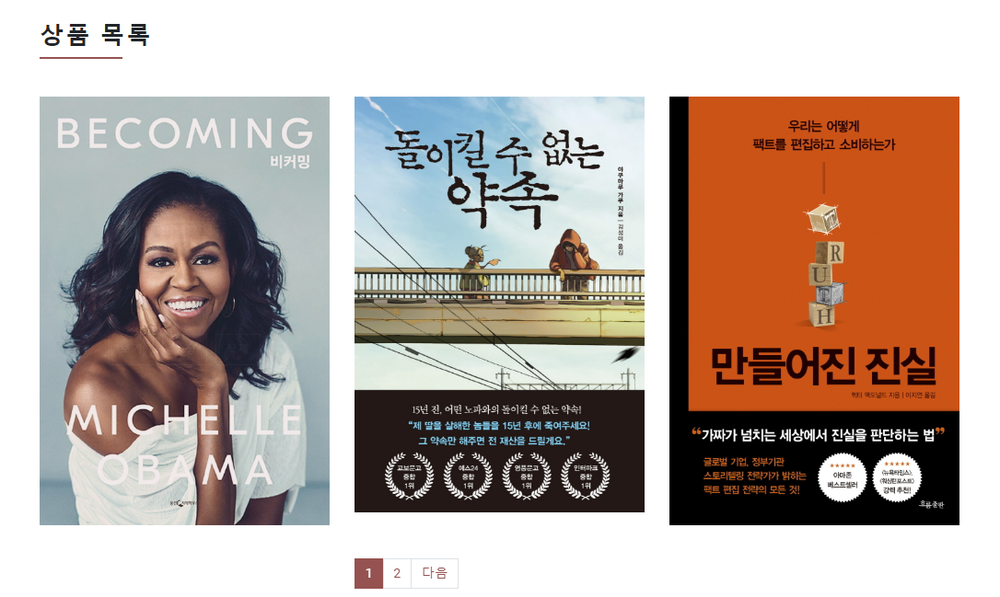 상품 목록
BECOMING
비커밍
MICHELLE
OBAMA
돌이킬 수 없는
약속
야쿠마루 가쿠 지음 | 김성미 옮김
15년 전, 어떤 노파와의 돌이킬 수 없는 약속!
“제 딸을 살해한 놈들을 15년 후에 죽여주세요!
그 약속만 해주면 전 재산을 드릴게요.”
교보문고
종합
1위
예스24
종합
1위
영풍문고
종합
1위
인터파크
종합
1위
우리는 어떻게
팩트를 편집하고 소비하는가
R
U
H
만들어진 진실
헥터 맥도널드 지음 | 이지연 옮김
“가짜가 넘치는 세상에서 진실을 판단하는 법”
글로벌 기업, 정부기관
스토리텔링 전략가가 밝히는
팩트 편집 전략의 모든 것!
★★★★★
아마존
베스트셀러
★★★★★
〈뉴욕타임스〉,
〈워싱턴포스트〉
강력 추천!
흐름출판
1 2 다음